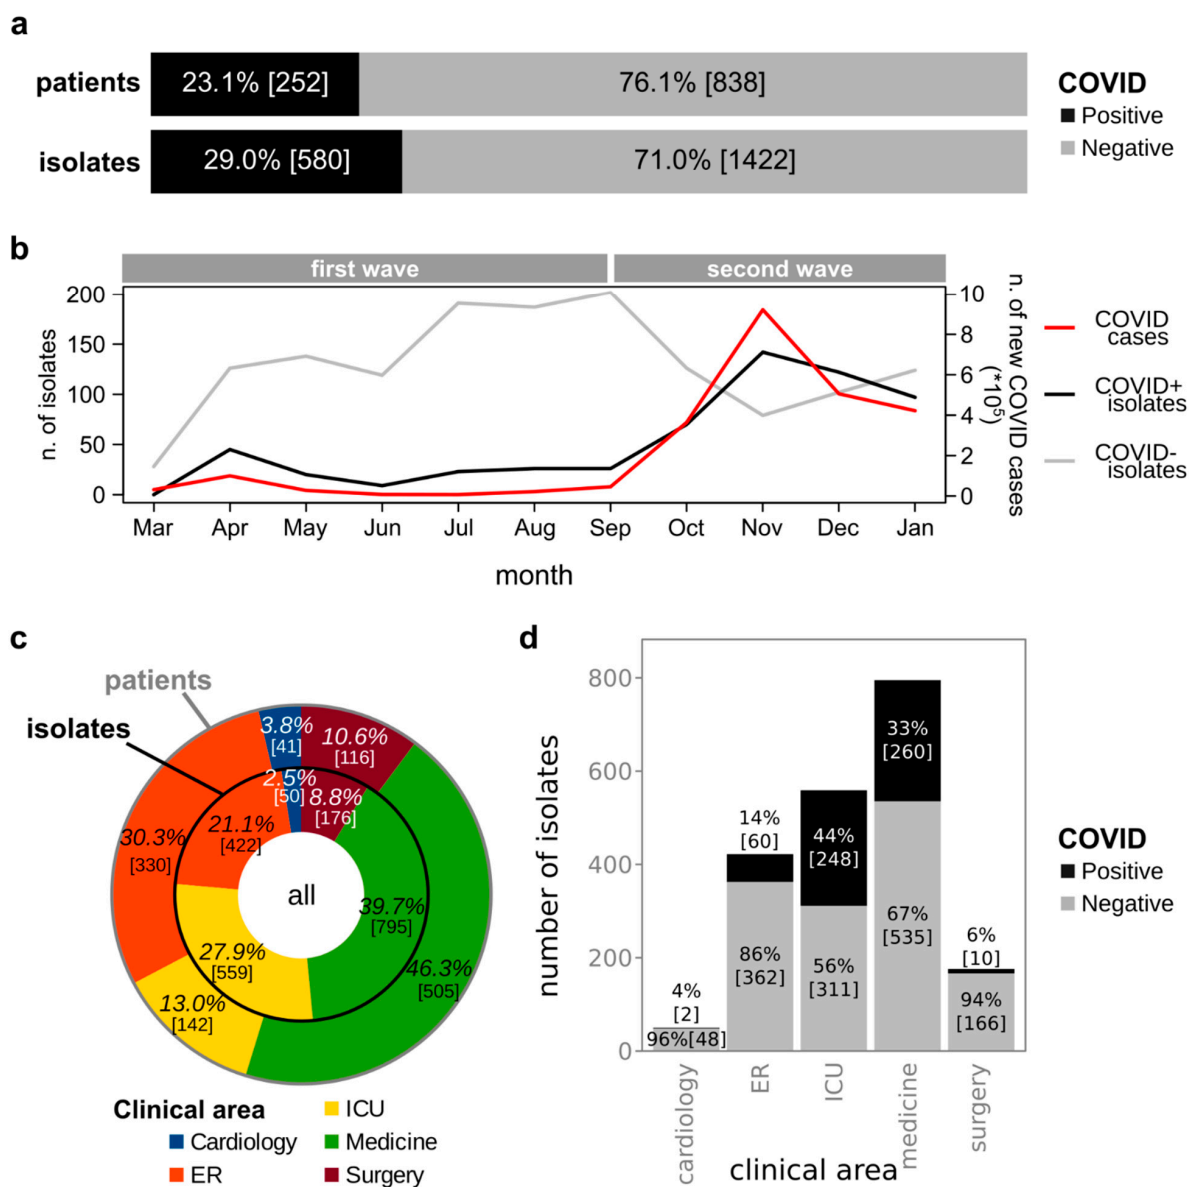 a
patients
23.1% [252]
76.1% [838]
isolates
29.0% [580]
71.0% [1422]
COVID
Positive
Negative
b
first wave
second wave
n. of isolates
200
150
100
50
0
10
8
6
4
2
0
n. of new COVID cases
(*10⁵)
Mar Apr May Jun Jul Aug Sep Oct Nov Dec Jan
month
COVID
cases
COVID+
isolates
COVID-
isolates
c
patients
isolates
3.8%
[41]
10.6%
[116]
2.5%
[50]
8.8%
[176]
30.3%
[330]
21.1%
[422]
all
39.7%
[795]
27.9%
[559]
46.3%
[505]
13.0%
[142]
Clinical area
Cardiology
ER
ICU
Medicine
Surgery
d
number of isolates
800
600
400
200
0
4%
[2]
96%[48]
14%
[60]
86%
[362]
44%
[248]
56%
[311]
33%
[260]
67%
[535]
6%
[10]
94%
[166]
cardiology
ER
ICU
medicine
surgery
clinical area
COVID
Positive
Negative